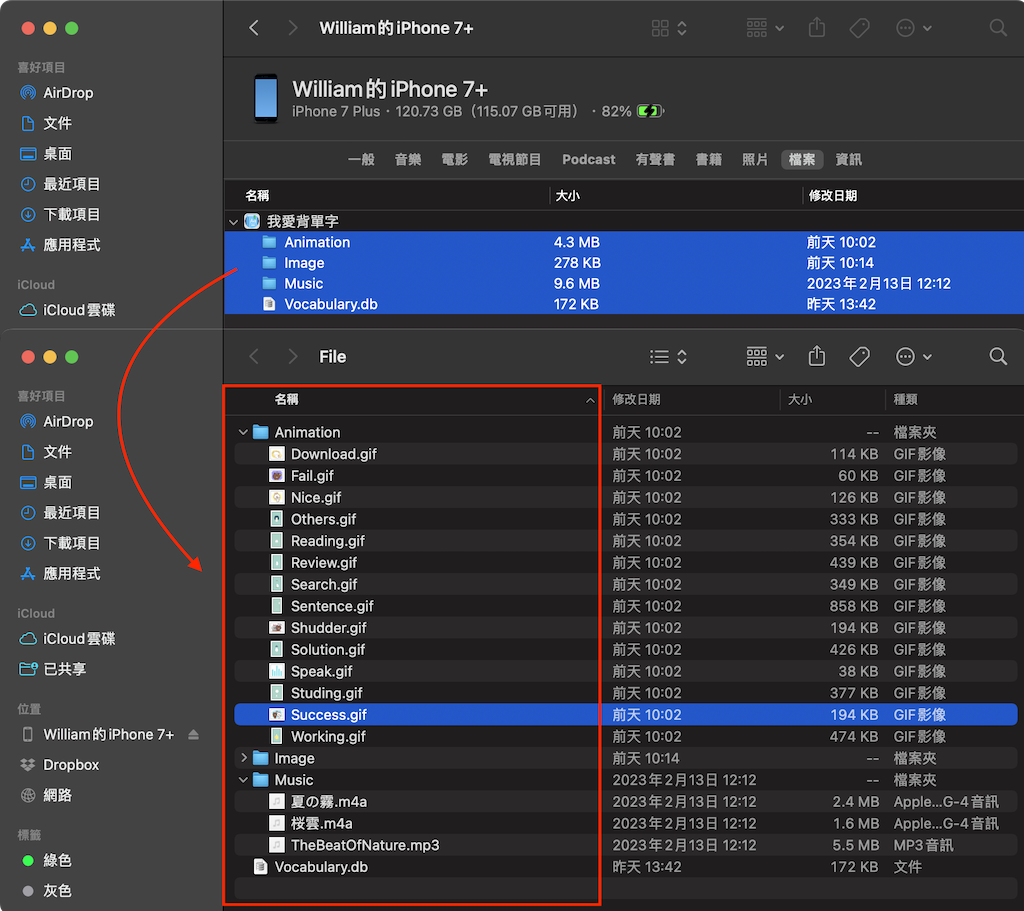 William的iPhone 7+
喜好項目
AirDrop
文件
桌面
最近項目
下載項目
應用程式
iCloud
iCloud雲碟
William的iPhone 7+
iPhone 7 Plus · 120.73 GB（115.07 GB可用） · 82%
一般 音樂 電影 電視節目 Podcast 有聲書 書籍 照片 檔案 資訊
名稱 大小 修改日期
我愛背單字
Animation 4.3 MB 前天 10:02
Image 278 KB 前天 10:14
Music 9.6 MB 2023年2月13日 12:12
Vocabulary.db 172 KB 昨天 13:42
File
喜好項目
AirDrop
文件
桌面
最近項目
下載項目
應用程式
iCloud
iCloud雲碟
已共享
位置
William的iPhone 7+
Dropbox
網路
標籤
綠色
灰色
名稱 修改日期 大小 種類
Animation 前天 10:02 -- 檔案夾
Download.gif 前天 10:02 114 KB GIF影像
Fail.gif 前天 10:02 60 KB GIF影像
Nice.gif 前天 10:02 126 KB GIF影像
Others.gif 前天 10:02 333 KB GIF影像
Reading.gif 前天 10:02 354 KB GIF影像
Review.gif 前天 10:02 439 KB GIF影像
Search.gif 前天 10:02 349 KB GIF影像
Sentence.gif 前天 10:02 858 KB GIF影像
Shudder.gif 前天 10:02 194 KB GIF影像
Solution.gif 前天 10:02 426 KB GIF影像
Speak.gif 前天 10:02 38 KB GIF影像
Studing.gif 前天 10:02 377 KB GIF影像
Success.gif 前天 10:02 194 KB GIF影像
Working.gif 前天 10:02 474 KB GIF影像
Image 前天 10:14 -- 檔案夾
Music 2023年2月13日 12:12 -- 檔案夾
夏の霧.m4a 2023年2月13日 12:12 2.4 MB Apple...G-4音訊
桜雲.m4a 2023年2月13日 12:12 1.6 MB Apple...G-4音訊
TheBeatOfNature.mp3 2023年2月13日 12:12 5.5 MB MP3音訊
Vocabulary.db 昨天 13:42 172 KB 文件